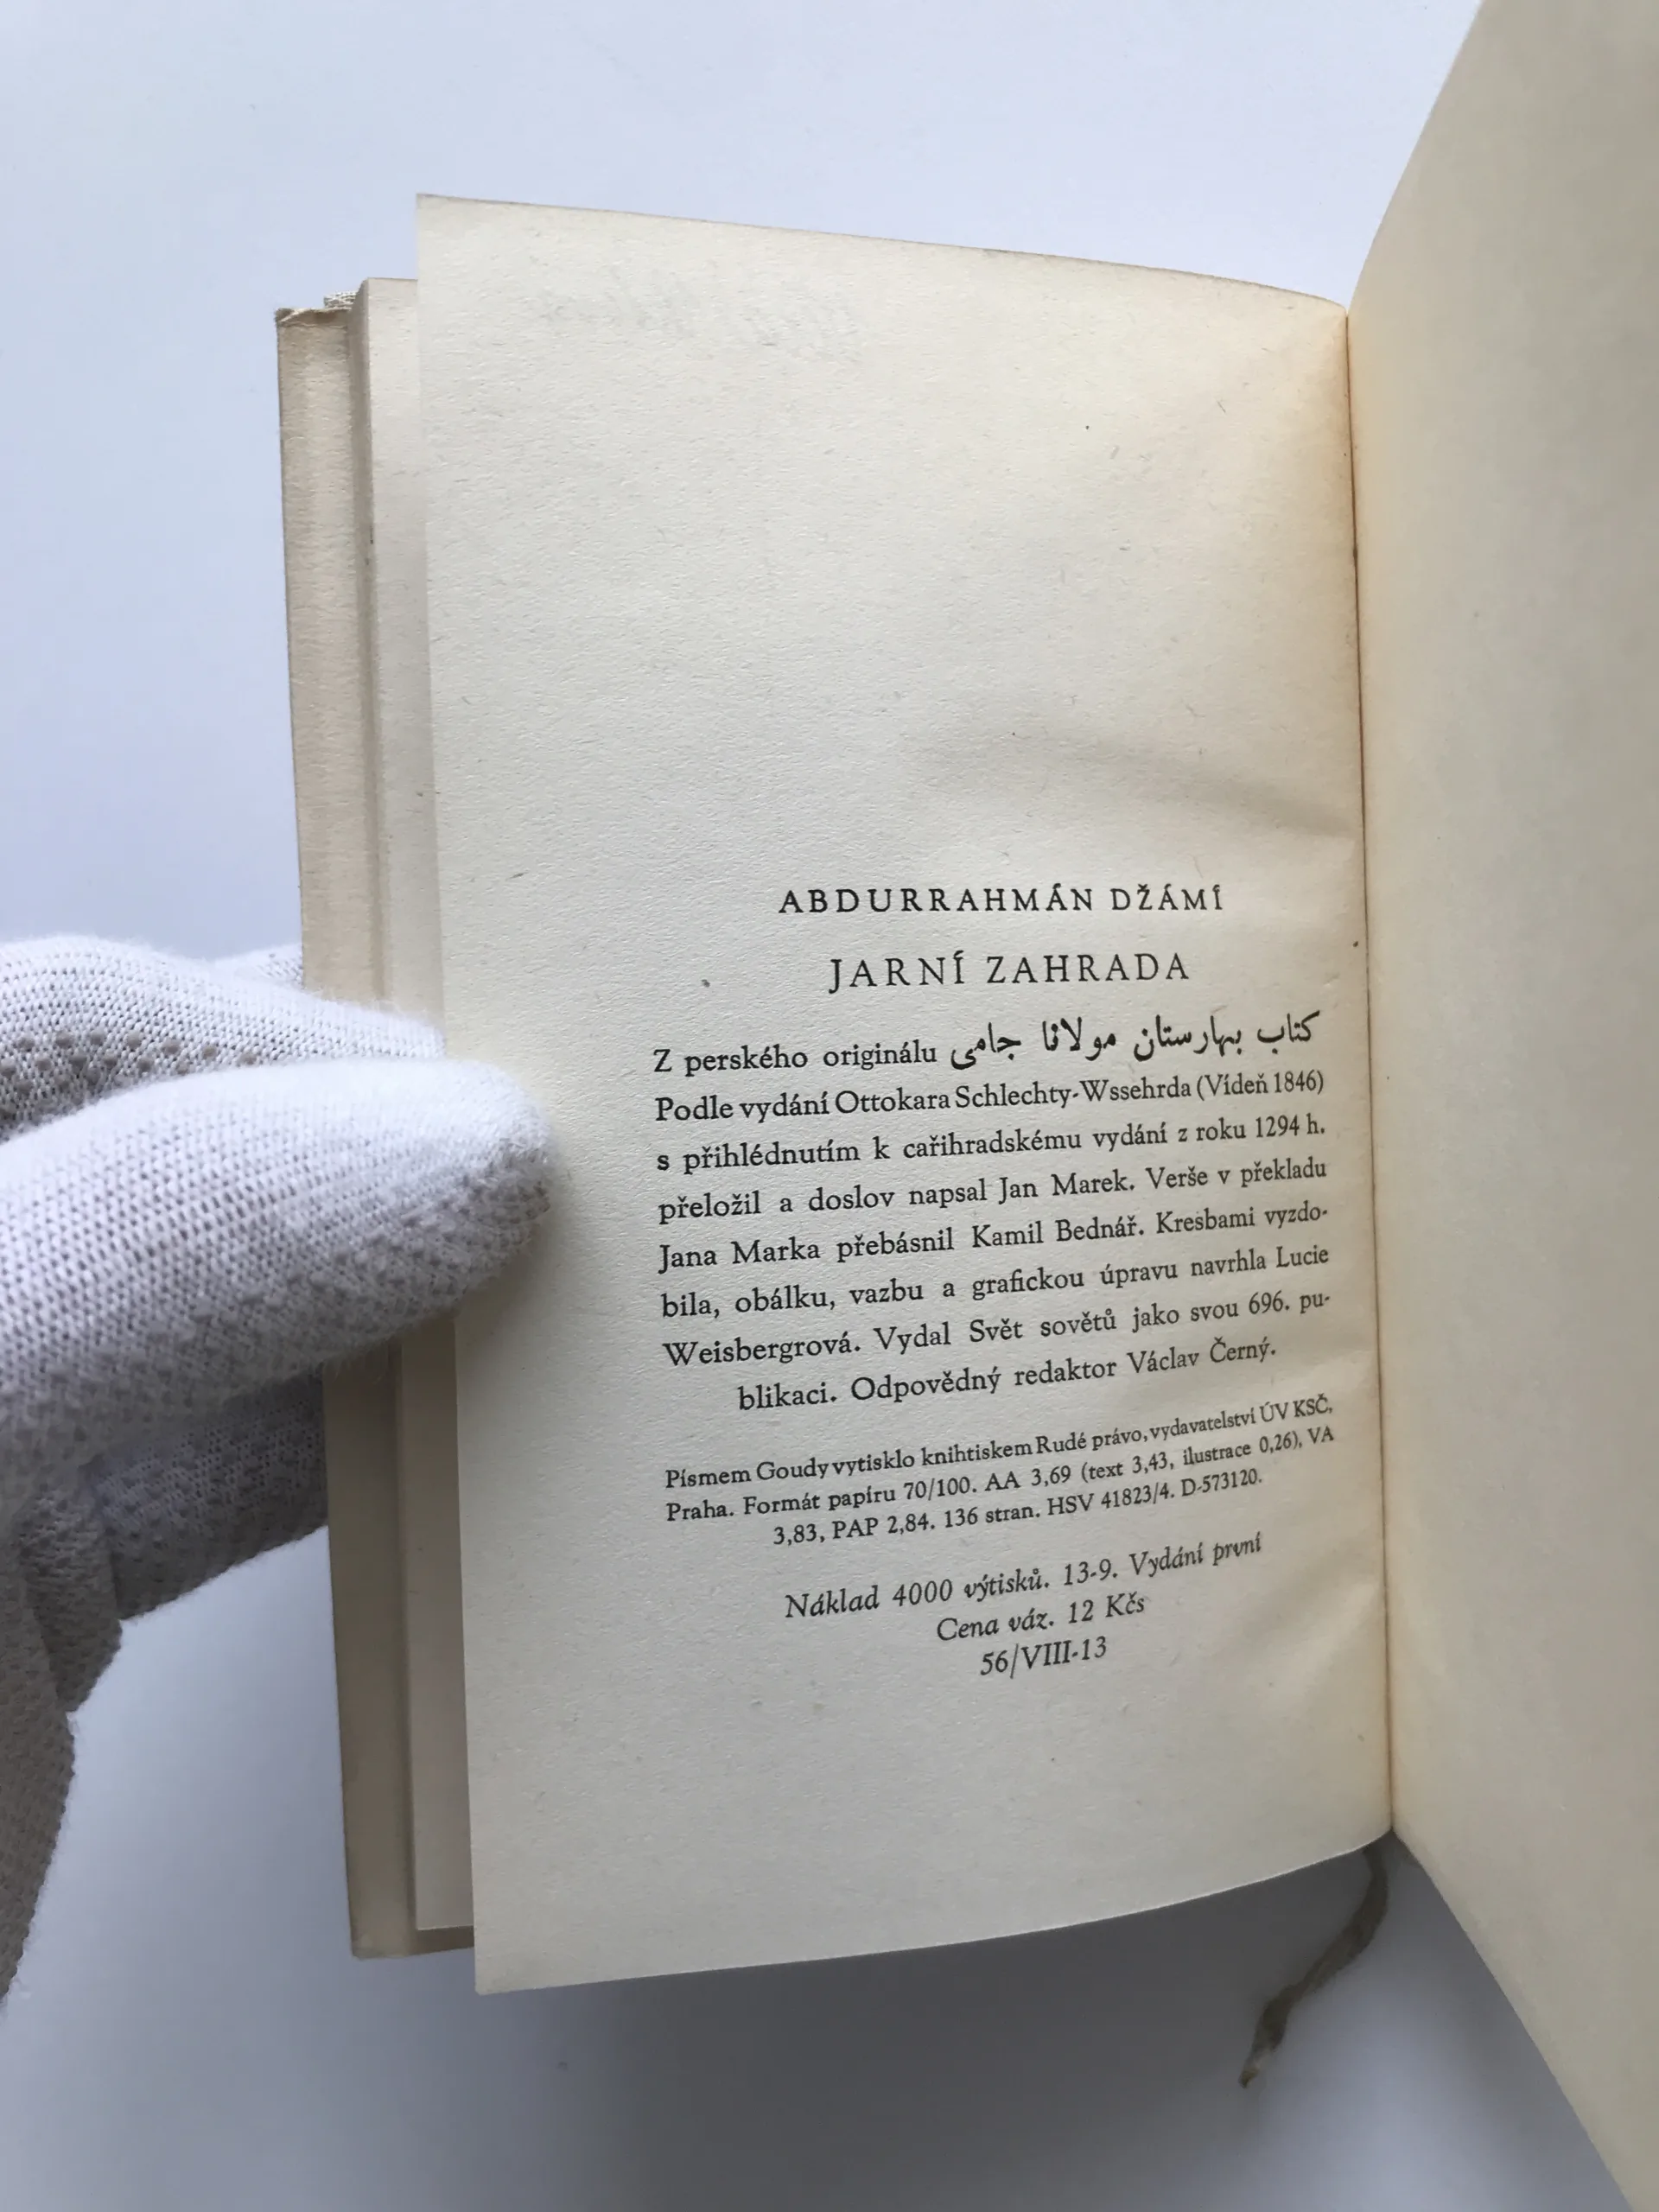 ABDURRAHMÁN DŽÁMÍ
JARNÍ ZAHRADA
Z perského originálu کتاب بهارستان مولانا جامی
Podle vydání Ottokara Schlechty-Wssehrda (Vídeň 1846)
s přihlédnutím k cařihradskému vydání z roku 1294 h.
přeložil a doslov napsal Jan Marek. Verše v překladu
Jana Marka přebásnil Kamil Bednář. Kresbami vyzdo-
bila, obálku, vazbu a grafickou úpravu navrhla Lucie
Weisbergrová. Vydal Svět sovětů jako svou 696. pu-
blikaci. Odpovědný redaktor Václav Černý.
Písmem Goudy vytisklo knihtiskem Rudé právo, vydavatelství ÚV KSČ,
Praha. Formát papíru 70/100. AA 3,69 (text 3,43, ilustrace 0,26), VA
3,83, PAP 2,84. 136 stran. HSV 41823/4. D-573120.
Náklad 4000 výtisků. 13-9. Vydání první
Cena váz. 12 Kčs
56/VIII-13